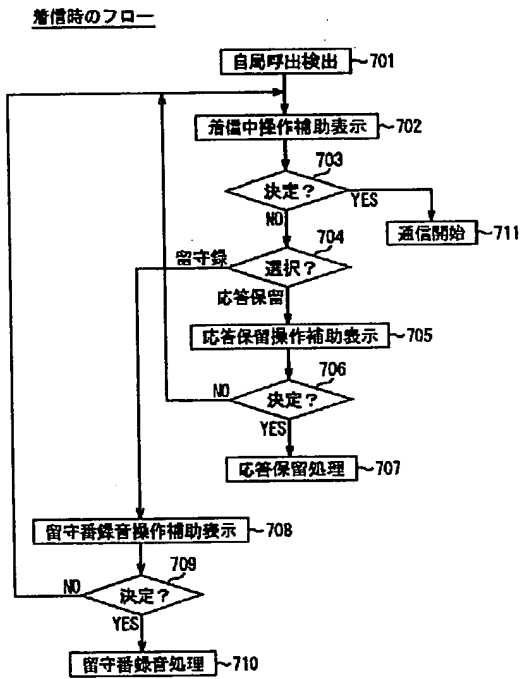 着信時のフロー
自局呼出検出 701
着信中操作補助表示 702
703
決定？
YES
NO
704
通信開始 711
留守録
選択？
応答保留
応答保留操作補助表示 705
706
NO
決定？
YES
応答保留処理 707
留守番録音操作補助表示 708
709
NO
決定？
YES
留守番録音処理 710